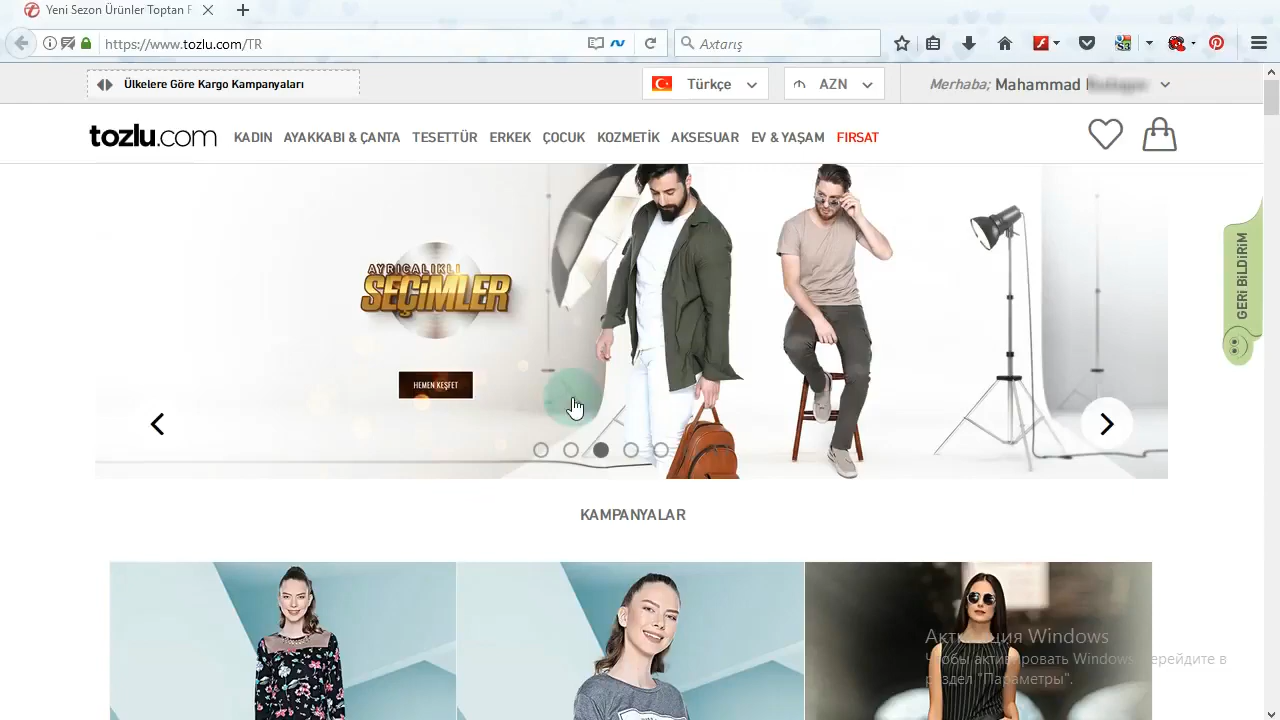 Yeni Sezon Ürünler Toptan F
https://www.tozlu.com/TR
Axtarış
Ülkelere Göre Kargo Kampanyaları
Türkçe
AZN
Merhaba; Mahammad
tozlu.com
KADIN AYAKKABI & ÇANTA TESETTÜR ERKEK ÇOCUK KOZMETİK AKSESUAR EV & YAŞAM FIRSAT
AYRICALIKLI
SEÇİMLER
HEMEN KEŞFET
GERİ BİLDİRİM
KAMPANYALAR
Активация Windows
Чтобы активировать Windows, перейдите в
раздел "Параметры".